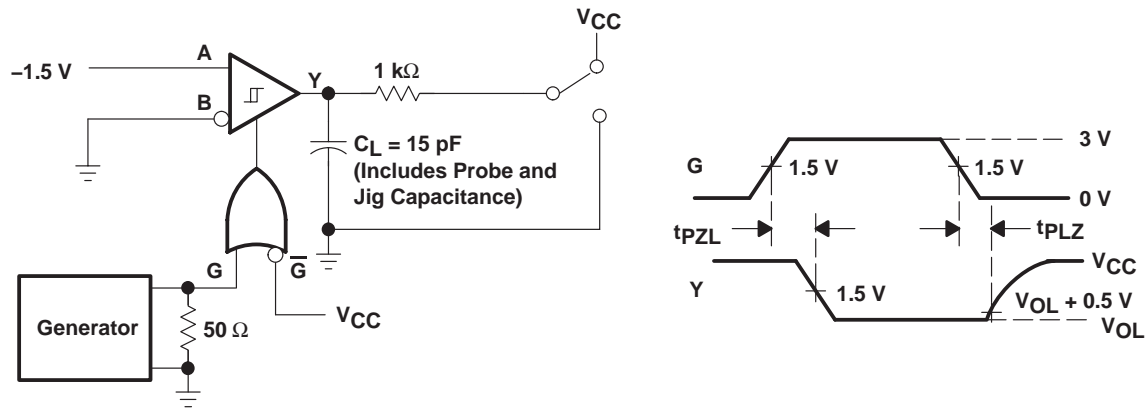 VCC
A
–1.5 V
Y
1 kΩ
B
CL = 15 pF
(Includes Probe and
Jig Capacitance)
G
G̅
Generator
50 Ω
VCC
3 V
G
1.5 V
1.5 V
0 V
tPZL
tPLZ
VCC
Y
1.5 V
VOL + 0.5 V
VOL